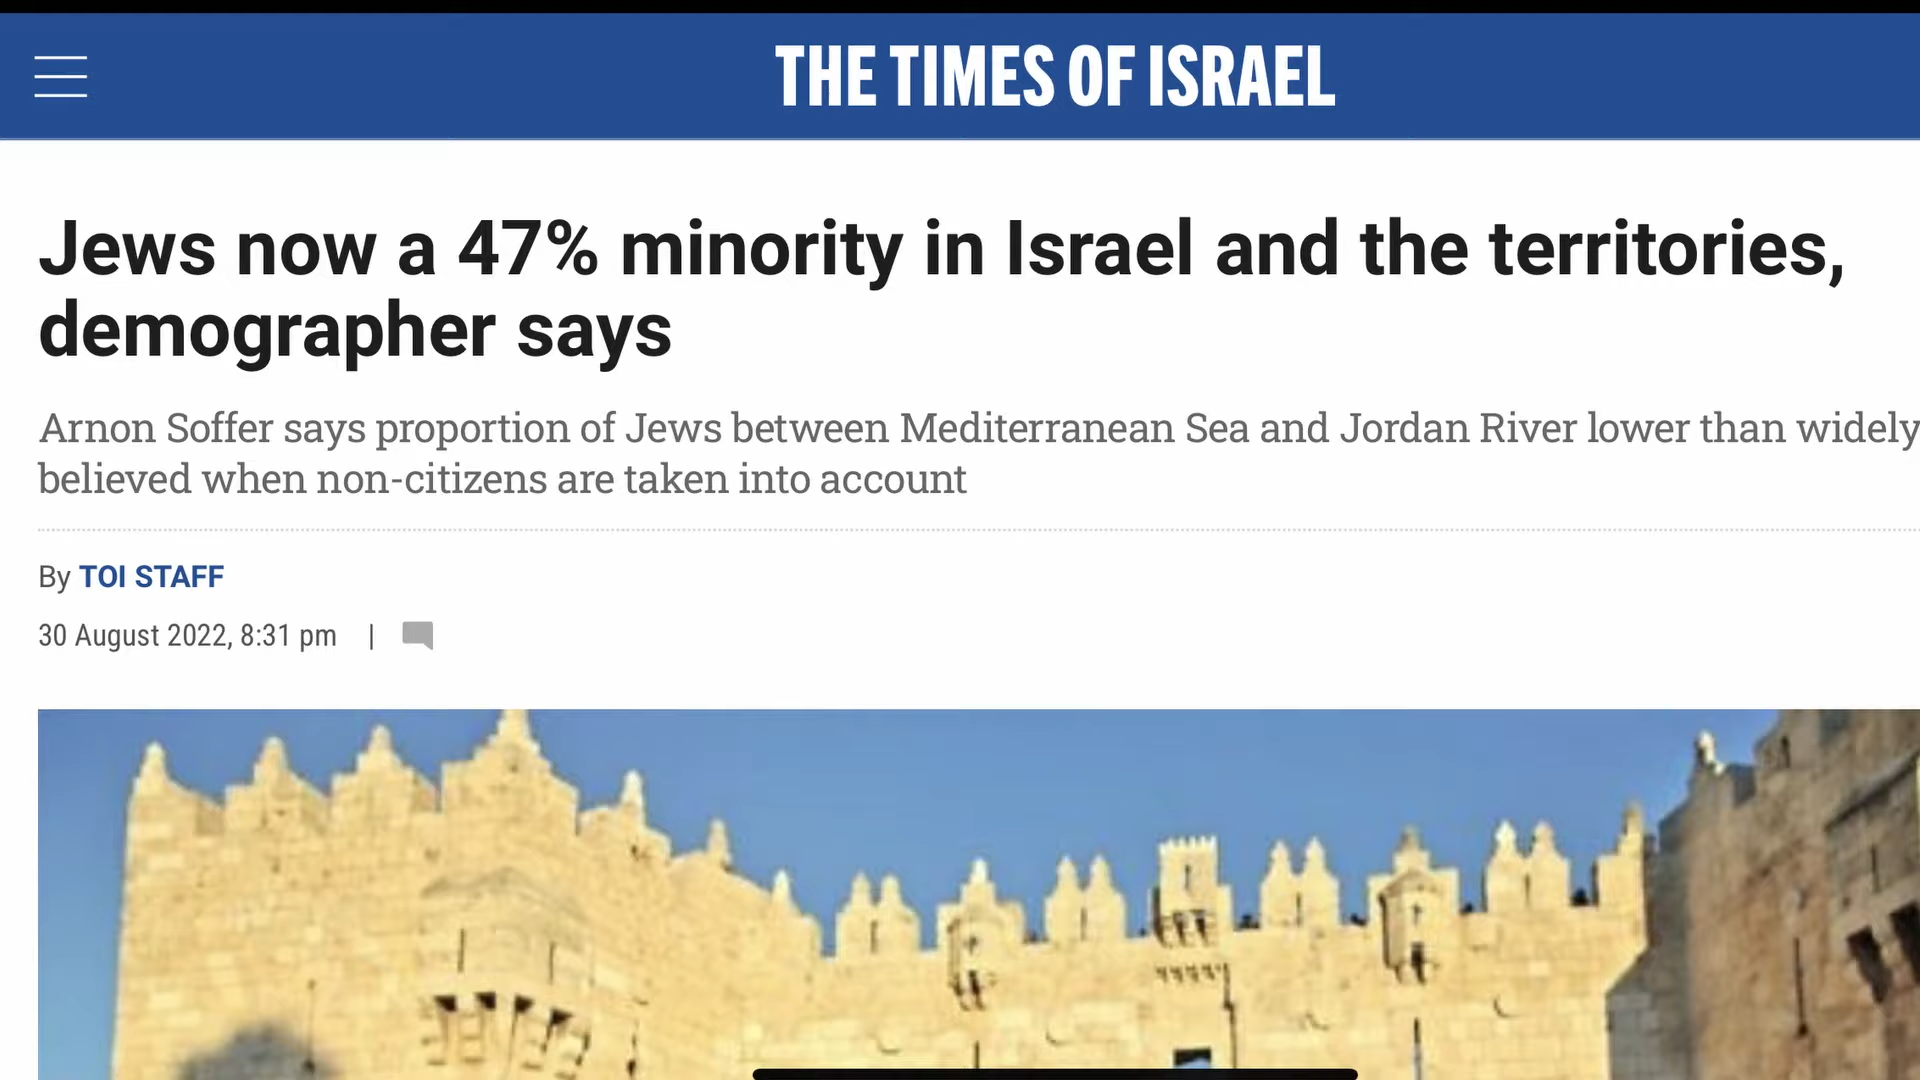 THE TIMES OF ISRAEL
Jews now a 47% minority in Israel and the territories,
demographer says
Arnon Soffer says proportion of Jews between Mediterranean Sea and Jordan River lower than widely
believed when non-citizens are taken into account
By TOI STAFF
30 August 2022, 8:31 pm |